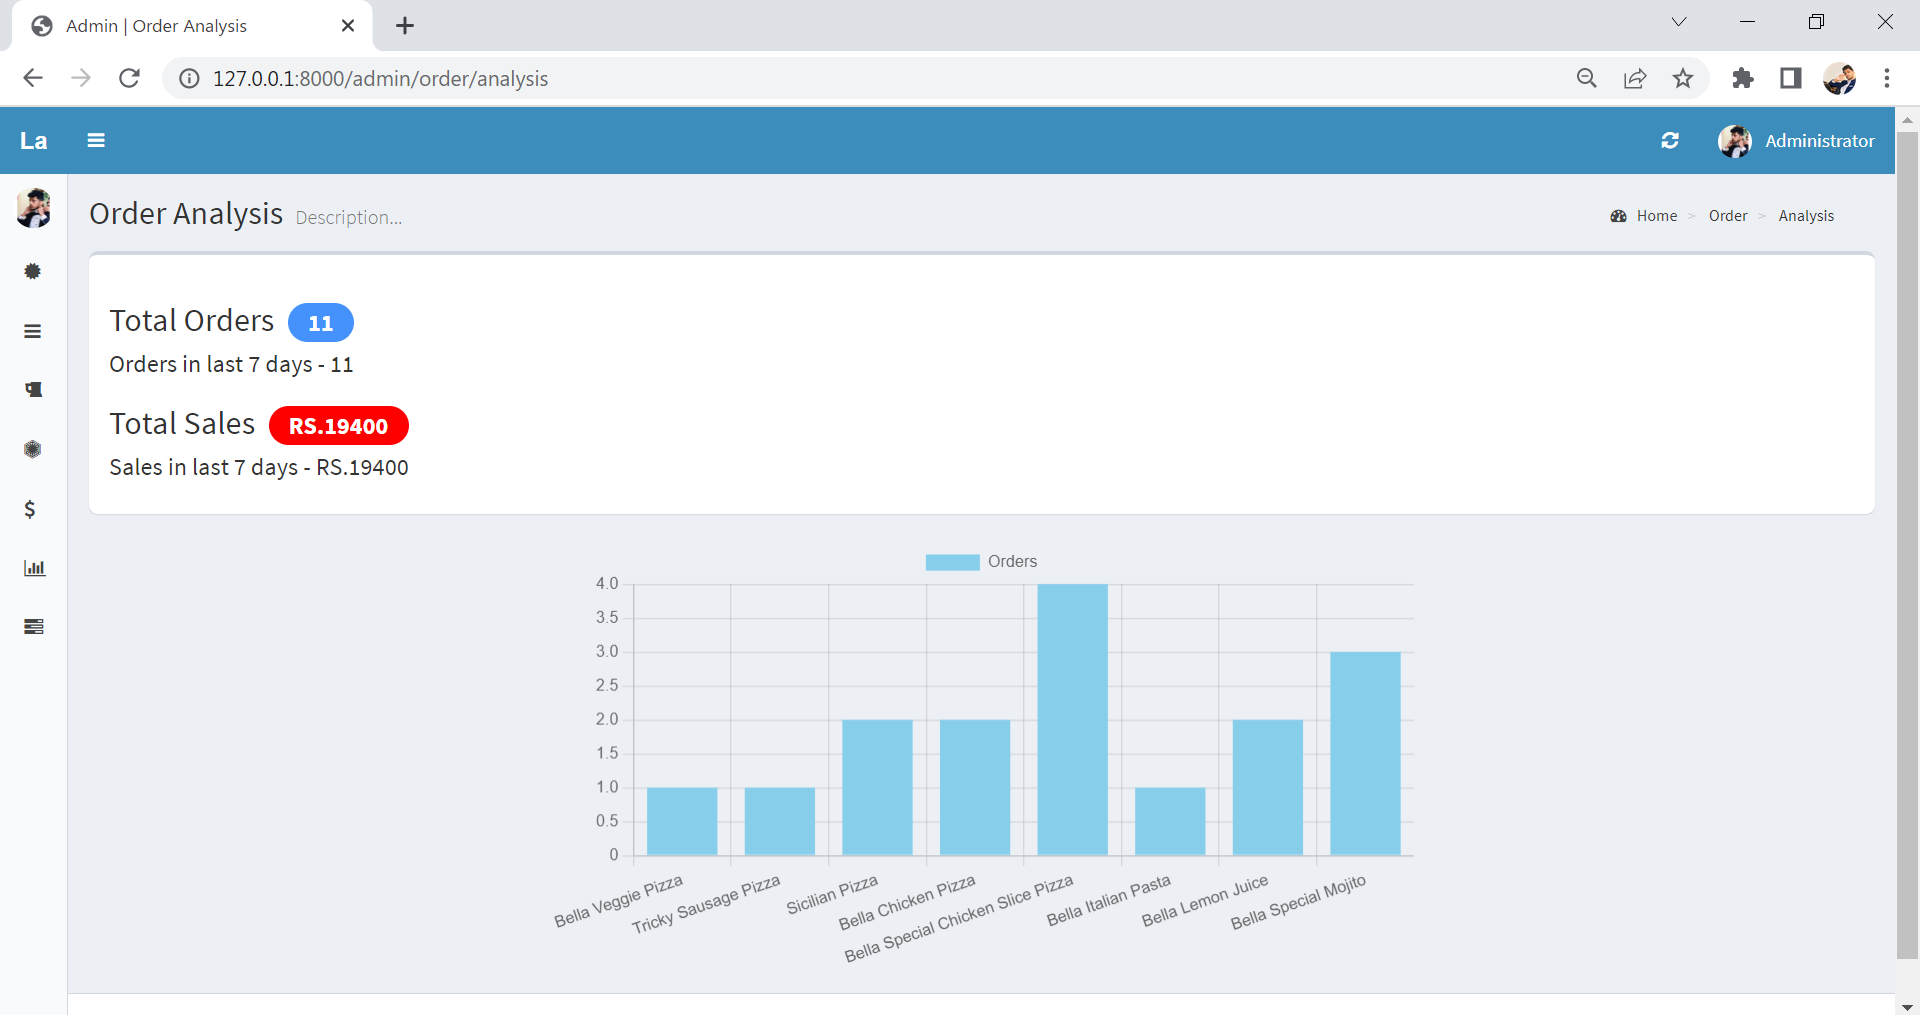 Admin | Order Analysis
127.0.0.1:8000/admin/order/analysis
La
Administrator
Order Analysis Description...
Home > Order > Analysis
Total Orders 11
Orders in last 7 days - 11
Total Sales RS.19400
Sales in last 7 days - RS.19400
$
Orders
4.0
3.5
3.0
2.5
2.0
1.5
1.0
0.5
0
Bella Veggie Pizza
Tricky Sausage Pizza
Sicilian Pizza
Bella Chicken Pizza
Bella Special Chicken Slice Pizza
Bella Italian Pasta
Bella Lemon Juice
Bella Special Mojito